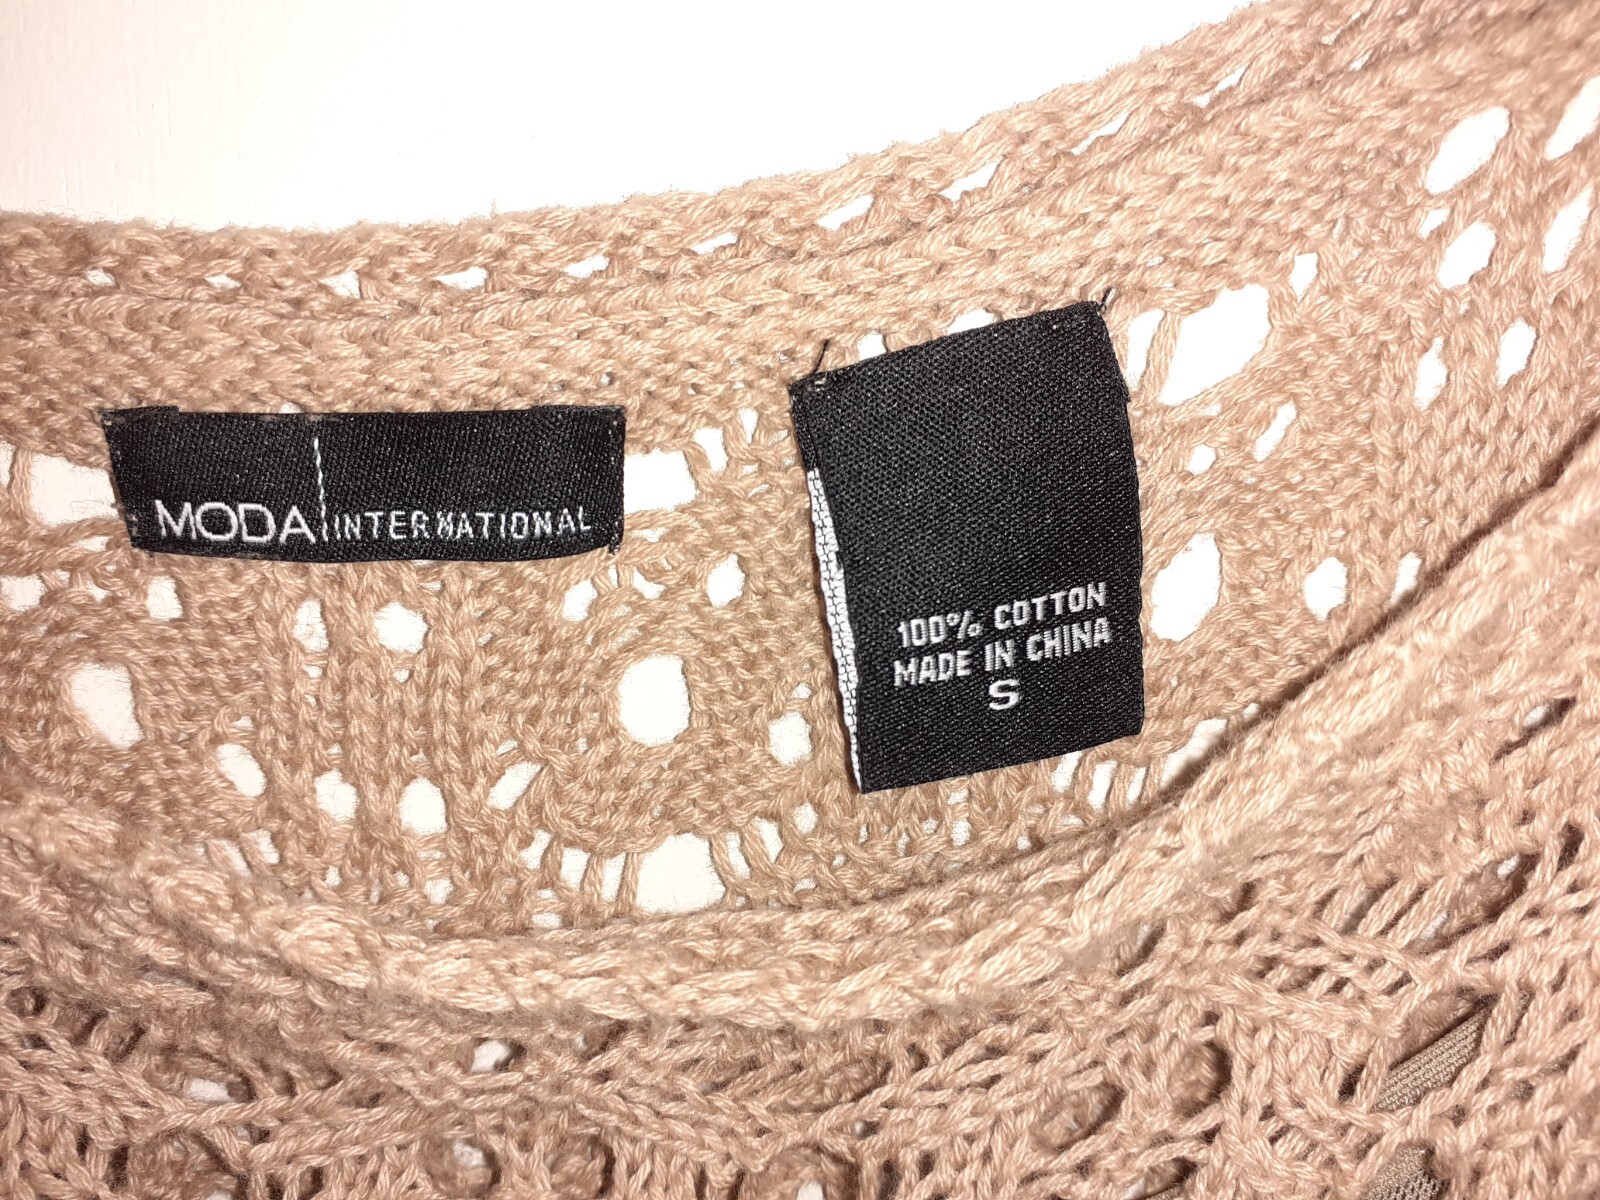 MODA INTERNATIONAL
100% COTTON
MADE IN CHINA
S